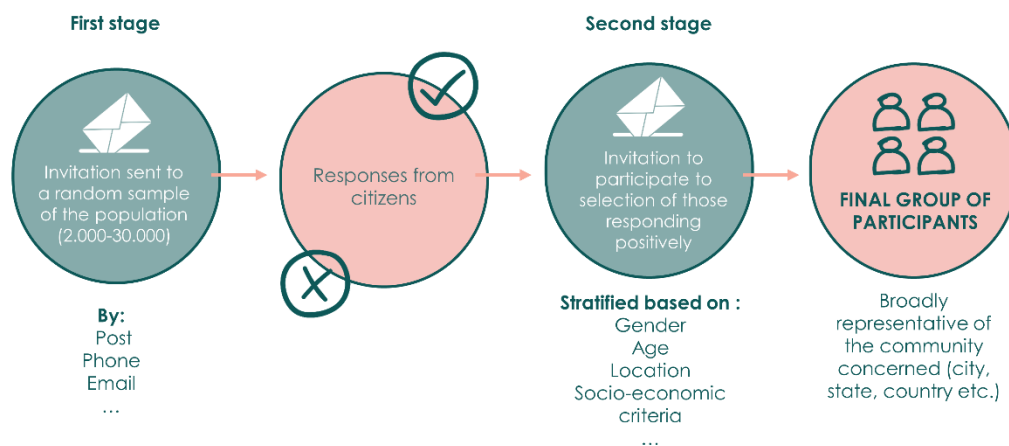 First stage
Invitation sent to
a random sample
of the population
(2.000-30.000)
By:
Post
Phone
Email
...
Responses from
citizens
Second stage
Invitation to
participate to
selection of those
responding
positively
Stratified based on :
Gender
Age
Location
Socio-economic
criteria
...
FINAL GROUP OF
PARTICIPANTS
Broadly
representative of
the community
concerned (city,
state, country etc.)